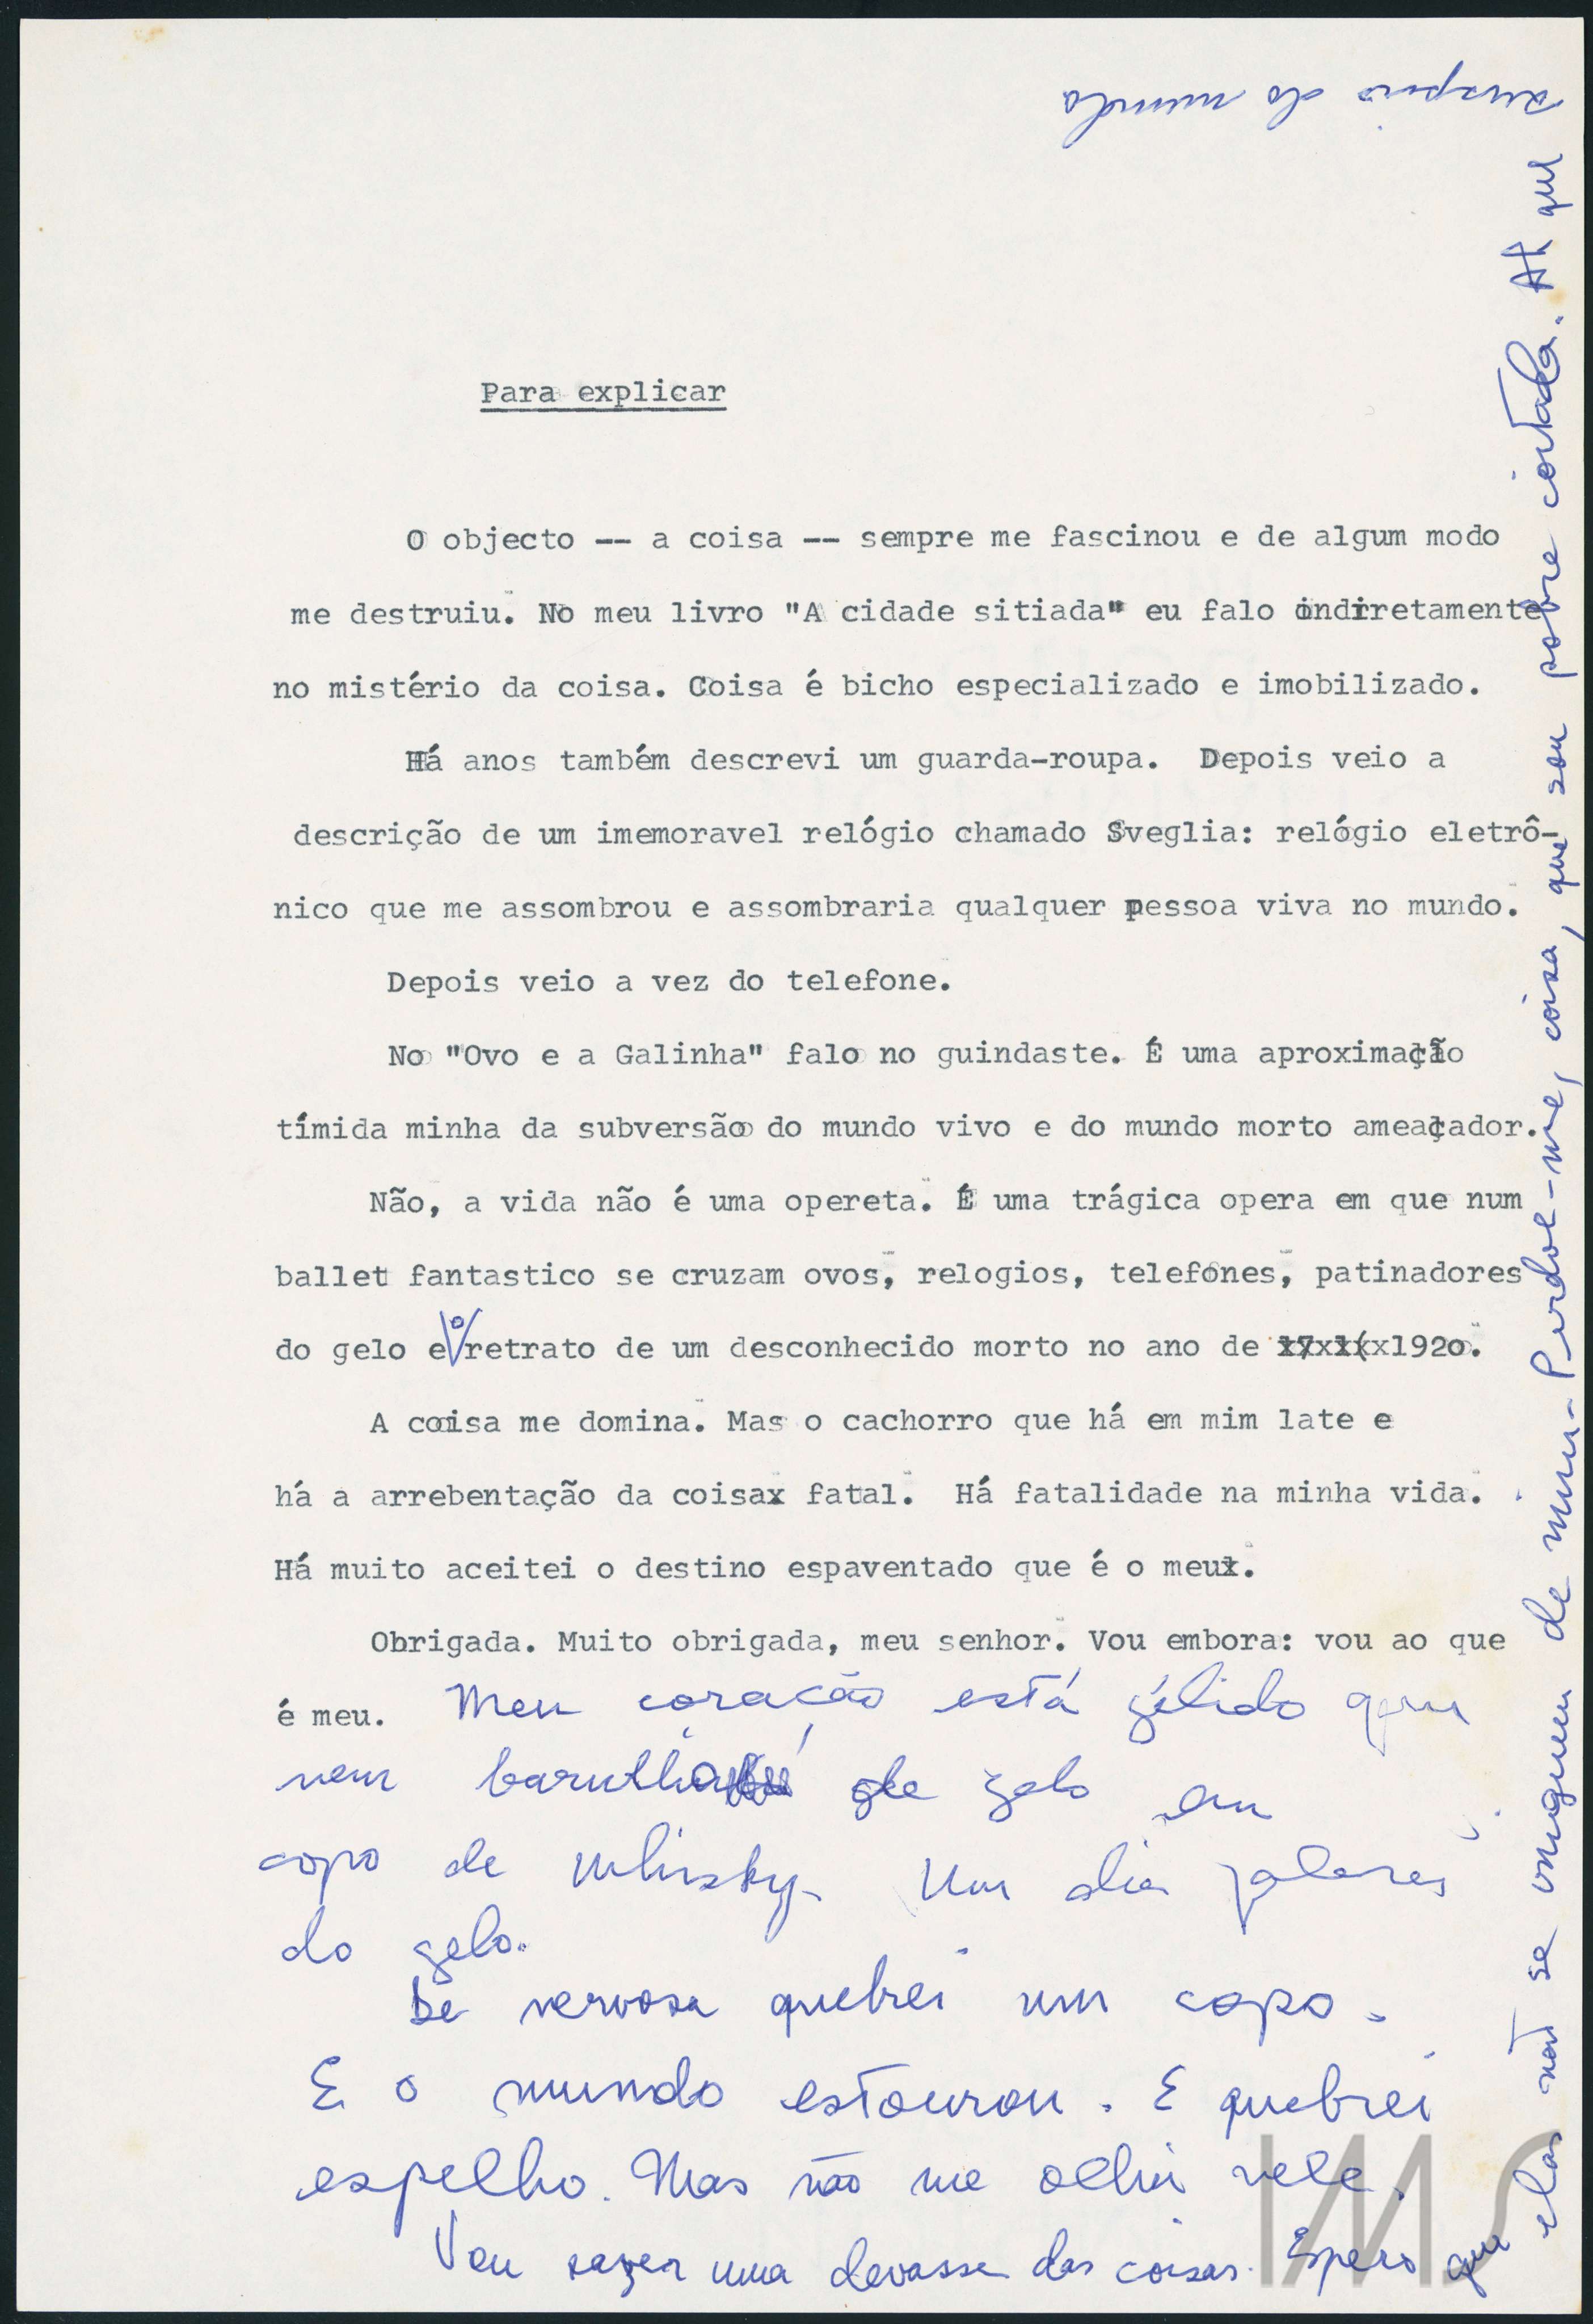 Para explicar
O objecto -- a coisa -- sempre me fascinou e de algum modo
me destruiu. No meu livro "A cidade sitiada" eu falo indiretamente
no mistério da coisa. Coisa é bicho especializado e imobilizado.
Há anos também descrevi um guarda-roupa. Depois veio a
descrição de um imemoravel relógio chamado Sveglia: relógio eletrô-
nico que me assombrou e assombraria qualquer pessoa viva no mundo.
Depois veio a vez do telefone.
No "Ovo e a Galinha" falo no guindaste. É uma aproximação
tímida minha da subversão do mundo vivo e do mundo morto ameaçador.
Não, a vida não é uma opereta. É uma trágica opera em que num
ballet fantastico se cruzam ovos, relogios, telefones, patinadores
do gelo e o retrato de um desconhecido morto no ano de 1920.
A coisa me domina. Mas o cachorro que há em mim late e
há a arrebentação da coisax fatal. Há fatalidade na minha vida.
Há muito aceitei o destino espaventado que é o meu.
Obrigada. Muito obrigada, meu senhor. Vou embora: vou ao que
é meu. Meu coração está gélido que
nem barulho de gelo em
copo de whisky. Um dia falarei
do gelo.
De nervosa quebrei um copo.
E o mundo estourou. E quebrei
espelho. Mas não me olhei nele.
Vou fazer uma devassa das coisas. Espero que
elas não se vinguem de mim. Perdoe-me, coisa, que sou pobre coitada. Ah que
suspiro do mundo
IMS